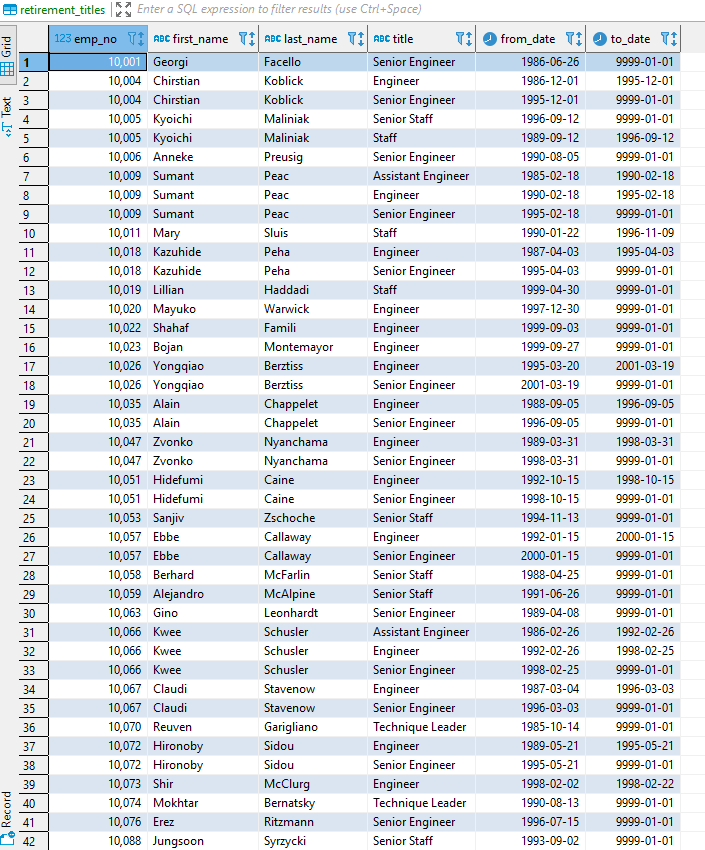 retirement_titles Enter a SQL expression to filter results (use Ctrl+Space)
Grid
Text
Record
123 emp_no ABC first_name ABC last_name ABC title from_date to_date
1 10,001 Georgi Facello Senior Engineer 1986-06-26 9999-01-01
2 10,004 Chirstian Koblick Engineer 1986-12-01 1995-12-01
3 10,004 Chirstian Koblick Senior Engineer 1995-12-01 9999-01-01
4 10,005 Kyoichi Maliniak Senior Staff 1996-09-12 9999-01-01
5 10,005 Kyoichi Maliniak Staff 1989-09-12 1996-09-12
6 10,006 Anneke Preusig Senior Engineer 1990-08-05 9999-01-01
7 10,009 Sumant Peac Assistant Engineer 1985-02-18 1990-02-18
8 10,009 Sumant Peac Engineer 1990-02-18 1995-02-18
9 10,009 Sumant Peac Senior Engineer 1995-02-18 9999-01-01
10 10,011 Mary Sluis Staff 1990-01-22 1996-11-09
11 10,018 Kazuhide Peha Engineer 1987-04-03 1995-04-03
12 10,018 Kazuhide Peha Senior Engineer 1995-04-03 9999-01-01
13 10,019 Lillian Haddadi Staff 1999-04-30 9999-01-01
14 10,020 Mayuko Warwick Engineer 1997-12-30 9999-01-01
15 10,022 Shahaf Famili Engineer 1999-09-03 9999-01-01
16 10,023 Bojan Montemayor Engineer 1999-09-27 9999-01-01
17 10,026 Yongqiao Berztiss Engineer 1995-03-20 2001-03-19
18 10,026 Yongqiao Berztiss Senior Engineer 2001-03-19 9999-01-01
19 10,035 Alain Chappelet Engineer 1988-09-05 1996-09-05
20 10,035 Alain Chappelet Senior Engineer 1996-09-05 9999-01-01
21 10,047 Zvonko Nyanchama Engineer 1989-03-31 1998-03-31
22 10,047 Zvonko Nyanchama Senior Engineer 1998-03-31 9999-01-01
23 10,051 Hidefumi Caine Engineer 1992-10-15 1998-10-15
24 10,051 Hidefumi Caine Senior Engineer 1998-10-15 9999-01-01
25 10,053 Sanjiv Zschoche Senior Staff 1994-11-13 9999-01-01
26 10,057 Ebbe Callaway Engineer 1992-01-15 2000-01-15
27 10,057 Ebbe Callaway Senior Engineer 2000-01-15 9999-01-01
28 10,058 Berhard McFarlin Senior Staff 1988-04-25 9999-01-01
29 10,059 Alejandro McAlpine Senior Staff 1991-06-26 9999-01-01
30 10,063 Gino Leonhardt Senior Engineer 1989-04-08 9999-01-01
31 10,066 Kwee Schusler Assistant Engineer 1986-02-26 1992-02-26
32 10,066 Kwee Schusler Engineer 1992-02-26 1998-02-25
33 10,066 Kwee Schusler Senior Engineer 1998-02-25 9999-01-01
34 10,067 Claudi Stavenow Engineer 1987-03-04 1996-03-03
35 10,067 Claudi Stavenow Senior Engineer 1996-03-03 9999-01-01
36 10,070 Reuven Garigliano Technique Leader 1985-10-14 9999-01-01
37 10,072 Hironoby Sidou Engineer 1989-05-21 1995-05-21
38 10,072 Hironoby Sidou Senior Engineer 1995-05-21 9999-01-01
39 10,073 Shir McClurg Engineer 1998-02-02 1998-02-22
40 10,074 Mokhtar Bernatsky Technique Leader 1990-08-13 9999-01-01
41 10,076 Erez Ritzmann Senior Engineer 1996-07-15 9999-01-01
42 10,088 Jungsoon Syrzycki Senior Staff 1993-09-02 9999-01-01